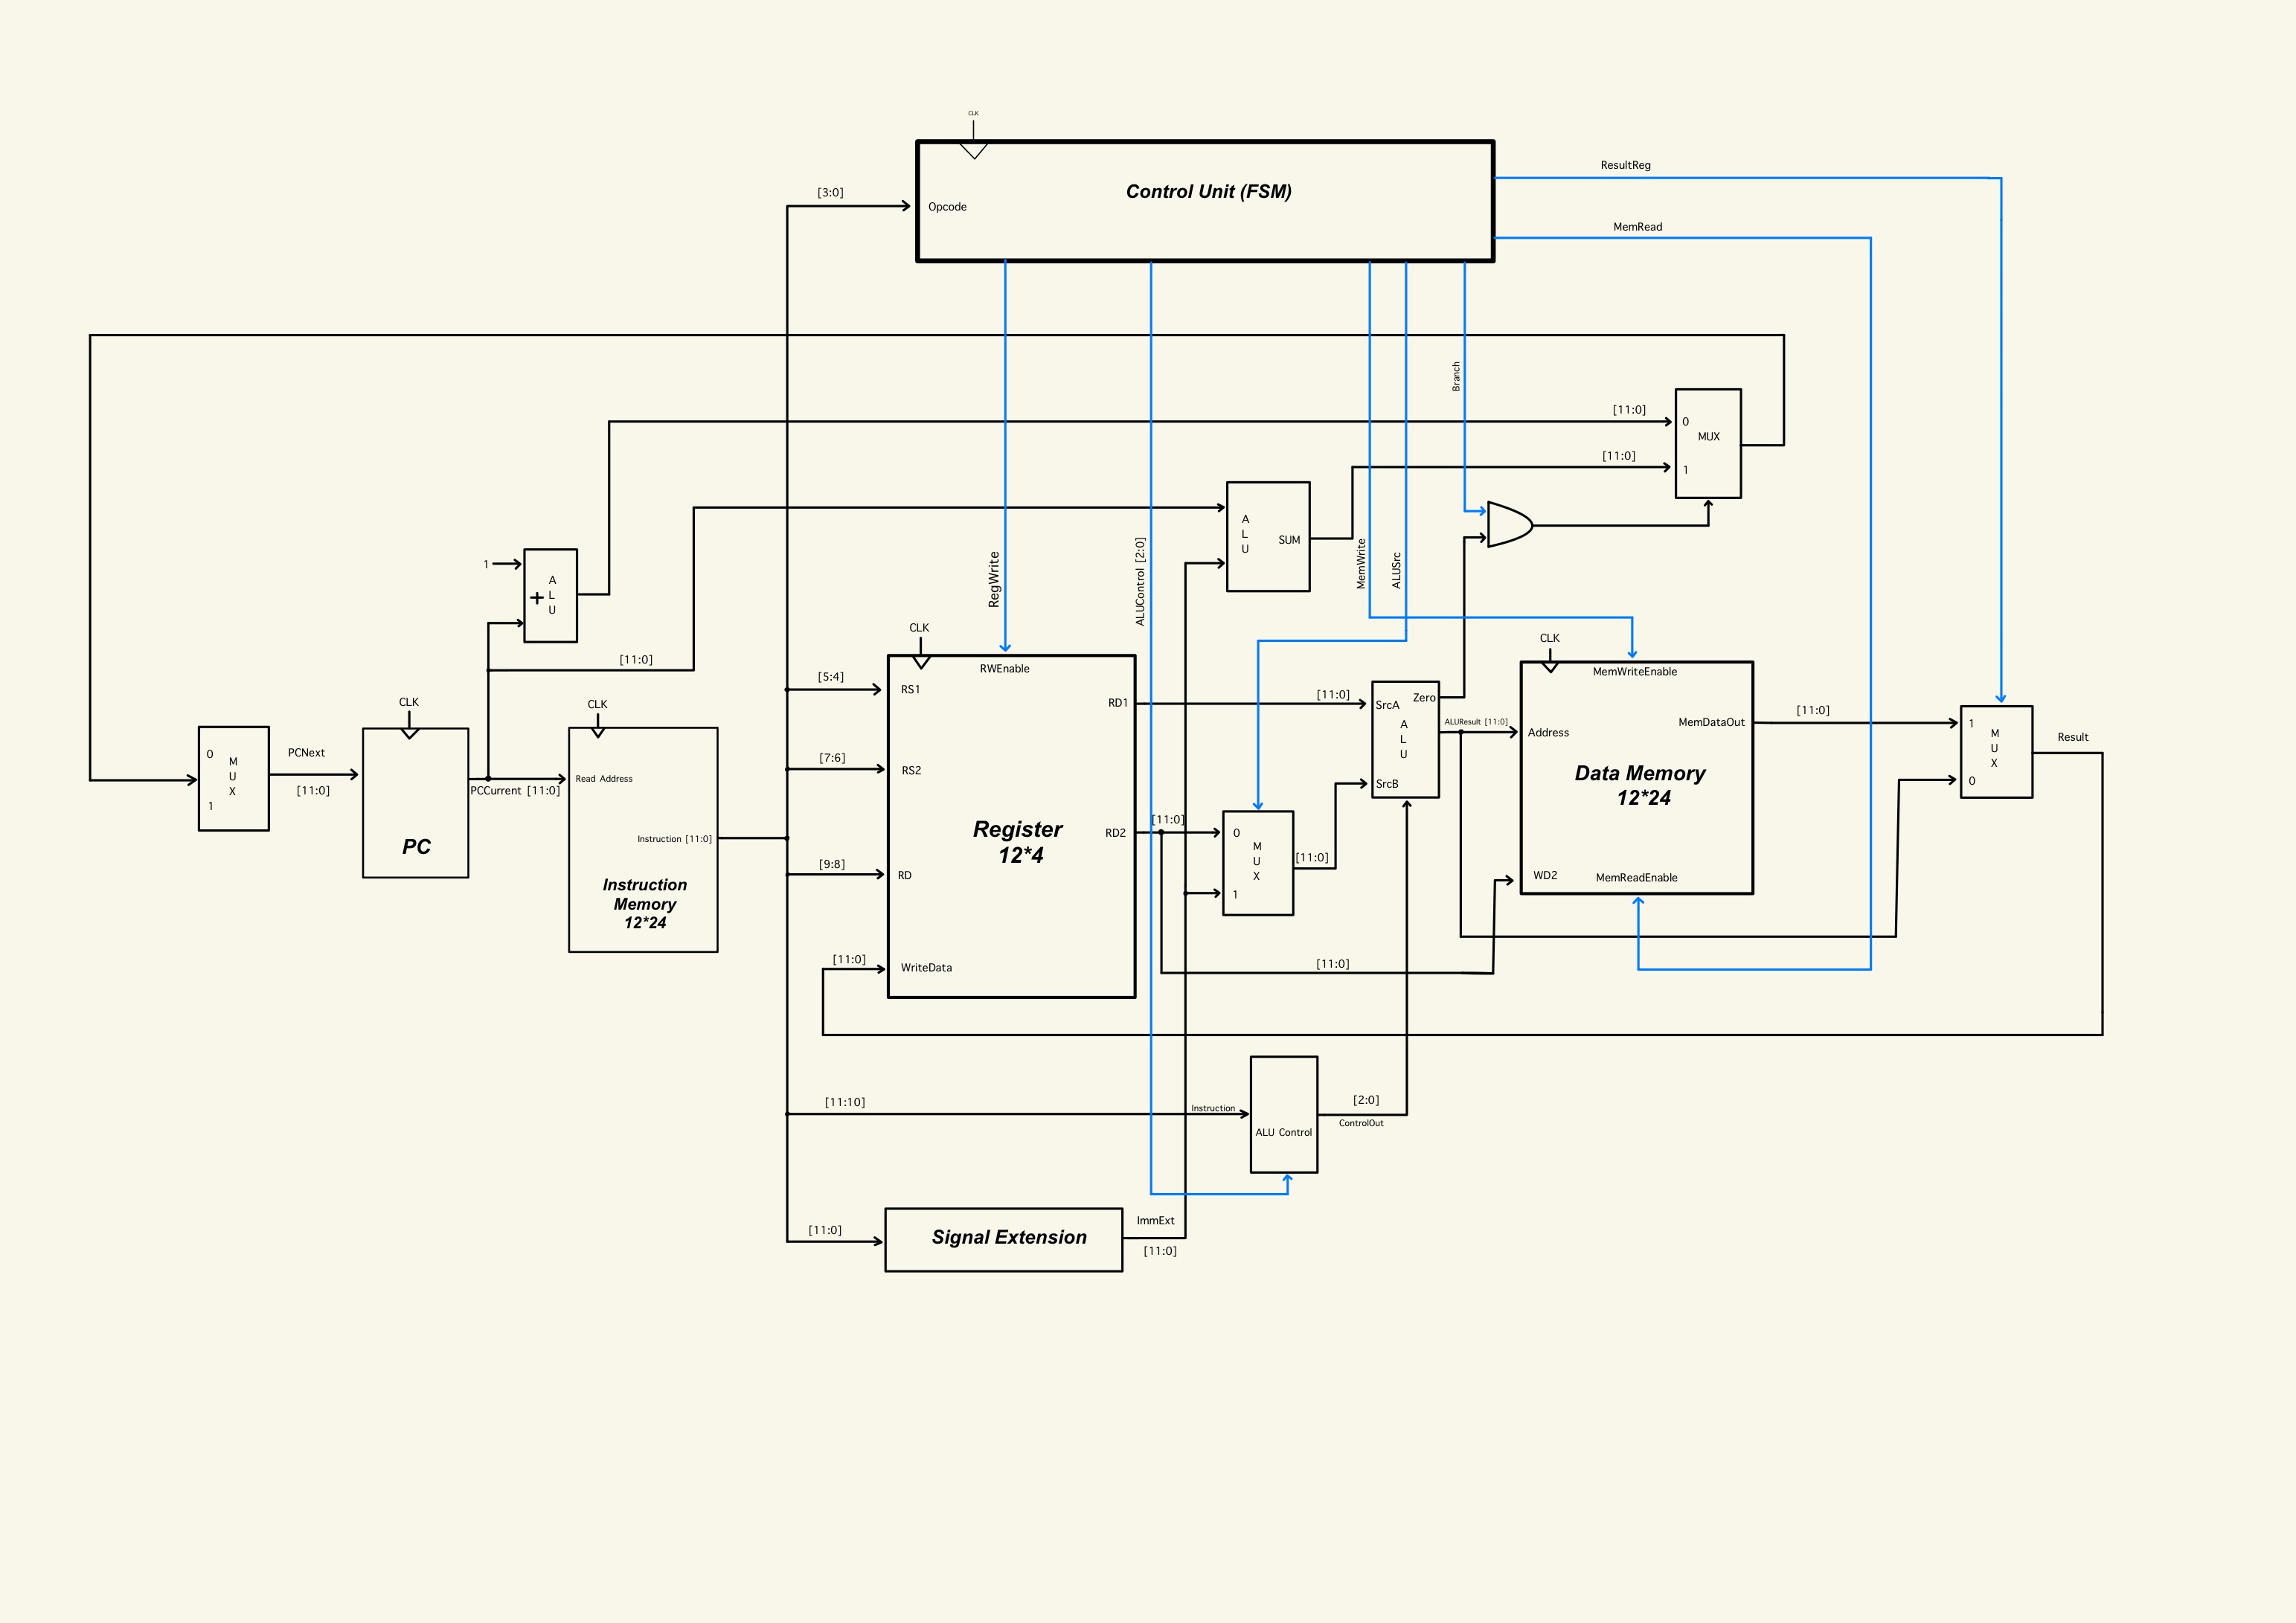 CLK
Control Unit (FSM)
Opcode
[3:0]
ResultReg
MemRead
Branch
[11:0]
0
MUX
1
[11:0]
A
L
U
SUM
MemWrite
ALUSrc
ALUControl [2:0]
RegWrite
1
+
A
L
U
[11:0]
CLK
RWEnable
[5:4]
RS1
[7:6]
RS2
[9:8]
RD
[11:0]
WriteData
Register
12*4
RD1
RD2
[11:0]
[11:0]
0
M
U
X
1
[11:0]
SrcA
Zero
A
L
U
SrcB
ALUResult [11:0]
CLK
MemWriteEnable
Address
MemDataOut
Data Memory
12*24
WD2
MemReadEnable
[11:0]
[11:0]
1
M
U
X
0
Result
0
M
U
X
1
PCNext
[11:0]
CLK
PC
PCCurrent [11:0]
CLK
Read Address
Instruction [11:0]
Instruction
Memory
12*24
[11:10]
Instruction
ALU Control
[2:0]
ControlOut
[11:0]
Signal Extension
ImmExt
[11:0]